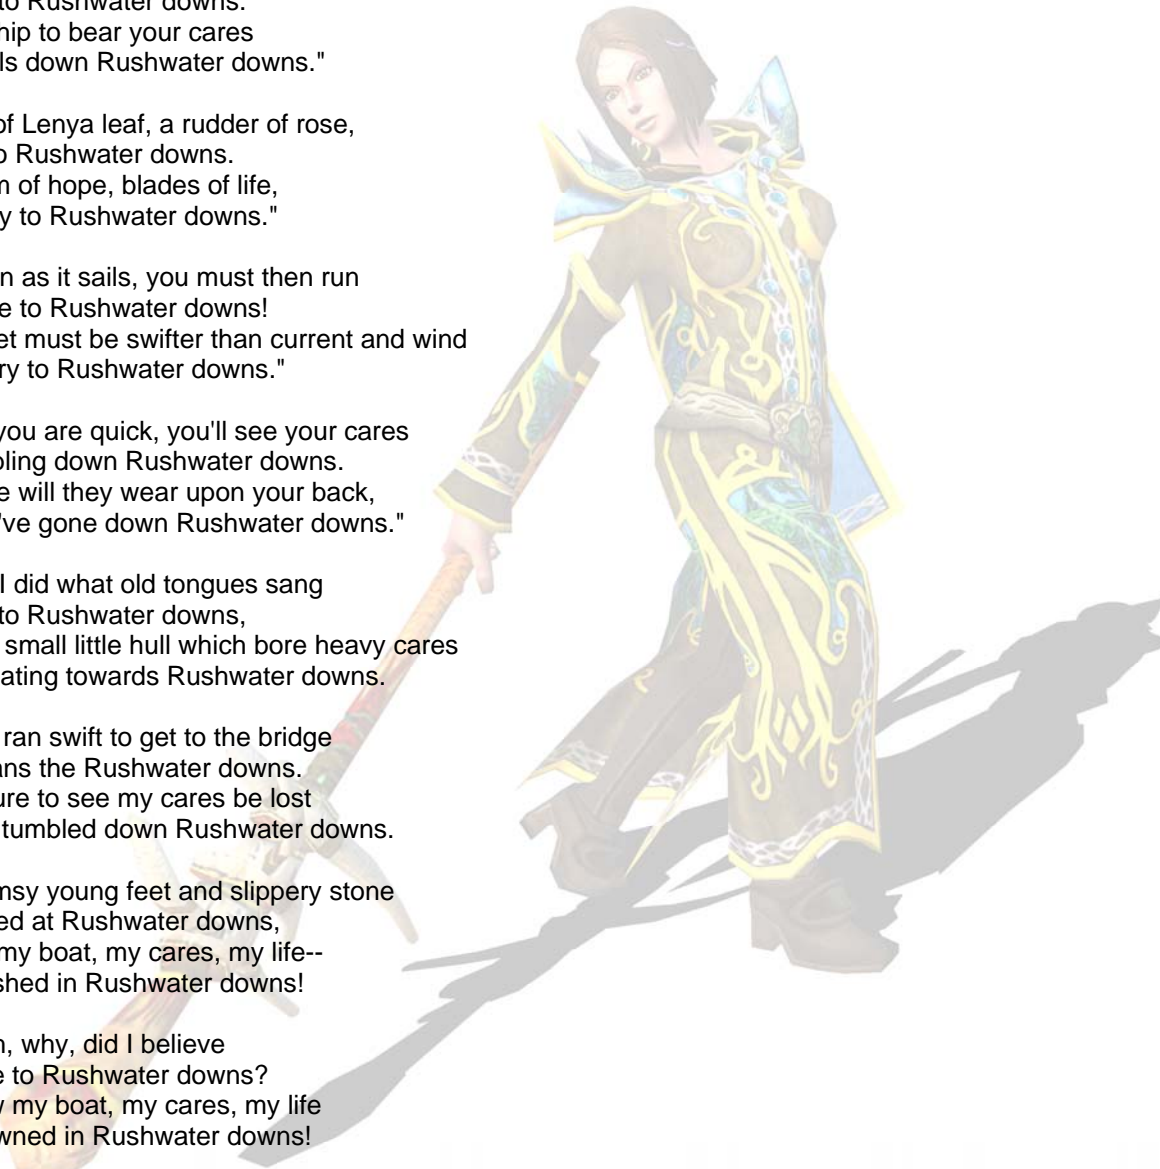 to Rushwater downs.
hip to bear your cares
ls down Rushwater downs."
of Lenya leaf, a rudder of rose,
o Rushwater downs.
m of hope, blades of life,
y to Rushwater downs."
n as it sails, you must then run
e to Rushwater downs!
et must be swifter than current and wind
ry to Rushwater downs."
you are quick, you'll see your cares
bling down Rushwater downs.
e will they wear upon your back,
've gone down Rushwater downs."
I did what old tongues sang
to Rushwater downs,
small little hull which bore heavy cares
ating towards Rushwater downs.
ran swift to get to the bridge
ans the Rushwater downs.
ure to see my cares be lost
tumbled down Rushwater downs.
msy young feet and slippery stone
ed at Rushwater downs,
my boat, my cares, my life--
shed in Rushwater downs!
n, why, did I believe
e to Rushwater downs?
w my boat, my cares, my life
wned in Rushwater downs!